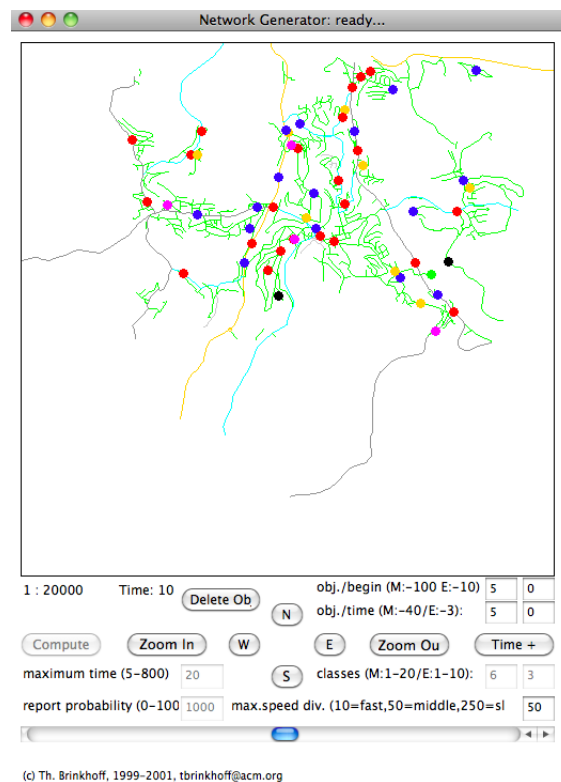 Network Generator: ready...
1 : 20000 Time: 10 Delete Ob N obj./begin (M:-100 E:-10) 5 0
obj./time (M:-40/E:-3): 5 0
Compute Zoom In W E Zoom Ou Time +
maximum time (5-800) 20 S classes (M:1-20/E:1-10): 6 3
report probability (0-100 1000 max.speed div. (10=fast,50=middle,250=sl 50
(c) Th. Brinkhoff, 1999-2001, tbrinkhoff@acm.org